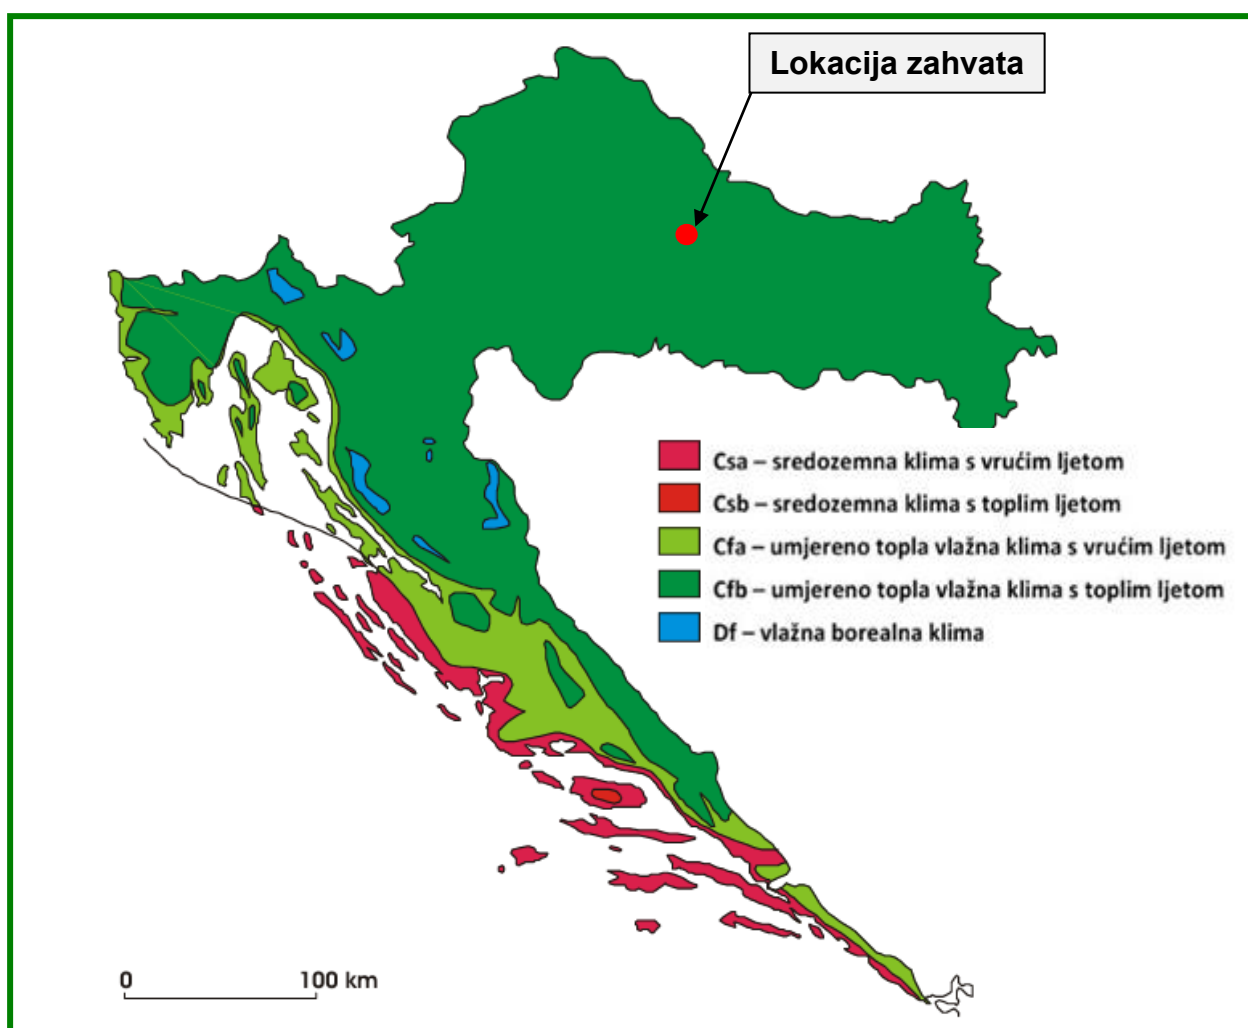 Lokacija zahvata
Csa – sredozemna klima s vrućim ljetom
Csb – sredozemna klima s toplim ljetom
Cfa – umjereno topla vlažna klima s vrućim ljetom
Cfb – umjereno topla vlažna klima s toplim ljetom
Df – vlažna borealna klima
0 100 km